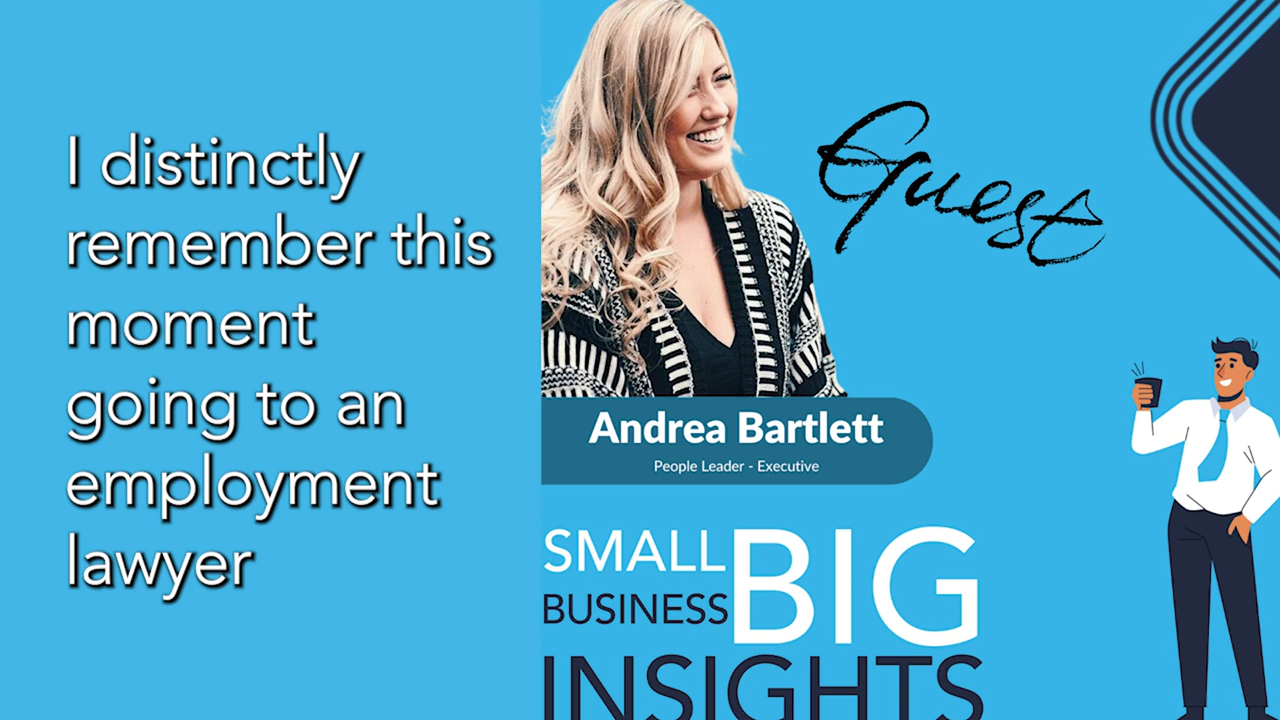 I distinctly
remember this
moment
going to an
employment
lawyer
Guest
Andrea Bartlett
People Leader - Executive
SMALL
BUSINESS
BIG
INSIGHTS